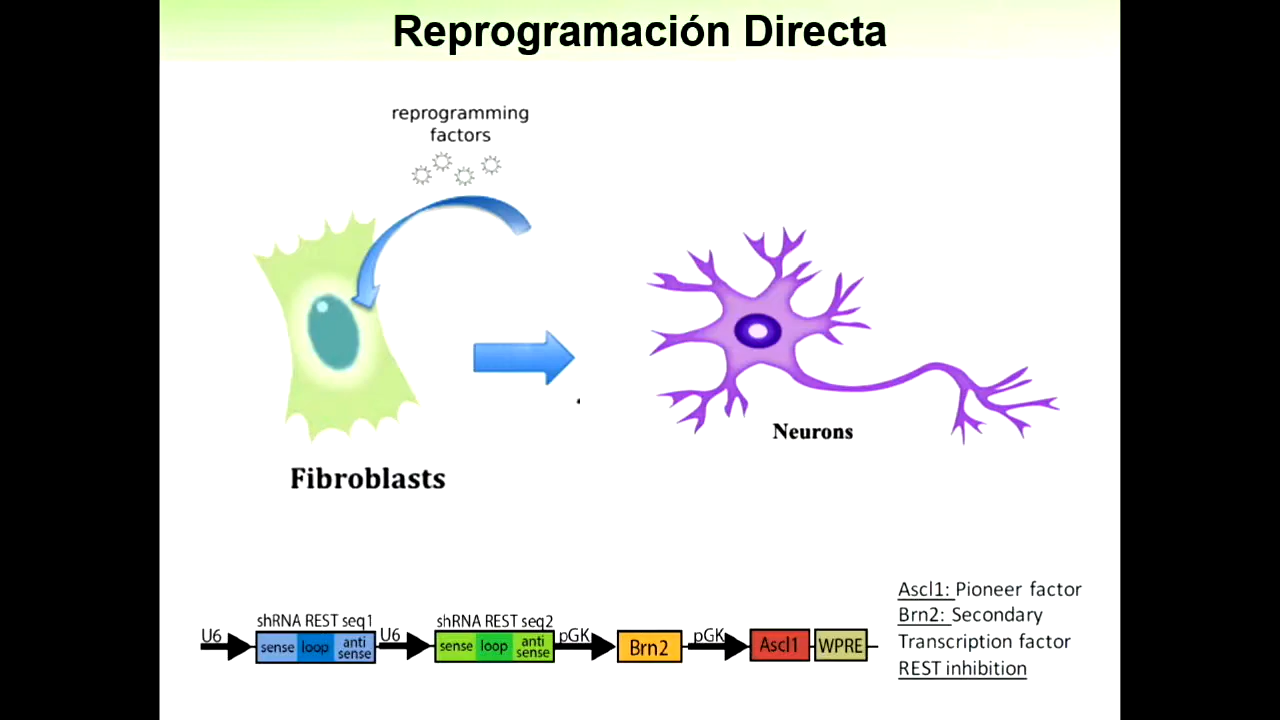 Reprogramación Directa
reprogramming
factors
Neurons
Fibroblasts
Ascl1: Pioneer factor
Brn2: Secondary
Transcription factor
REST inhibition
shRNA REST seq1
shRNA REST seq2
U6
sense loop anti sense
U6
sense loop anti sense
pGK
Brn2
pGK
Ascl1
WPRE